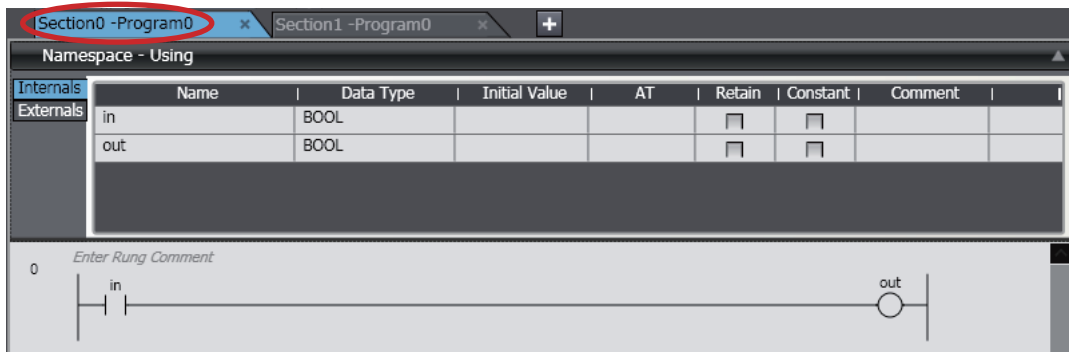 Section0 -Program0 × Section1 -Program0 × +
Namespace - Using
Internals
Externals
Name | Data Type | Initial Value | AT | Retain | Constant | Comment |
in BOOL
out BOOL
Enter Rung Comment
0
in out